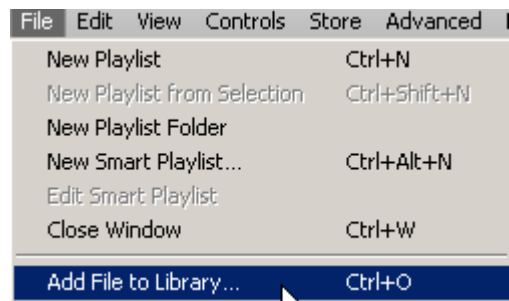 File Edit View Controls Store Advanced
New Playlist Ctrl+N
New Playlist from Selection Ctrl+Shift+N
New Playlist Folder
New Smart Playlist... Ctrl+Alt+N
Edit Smart Playlist
Close Window Ctrl+W
Add File to Library... Ctrl+O